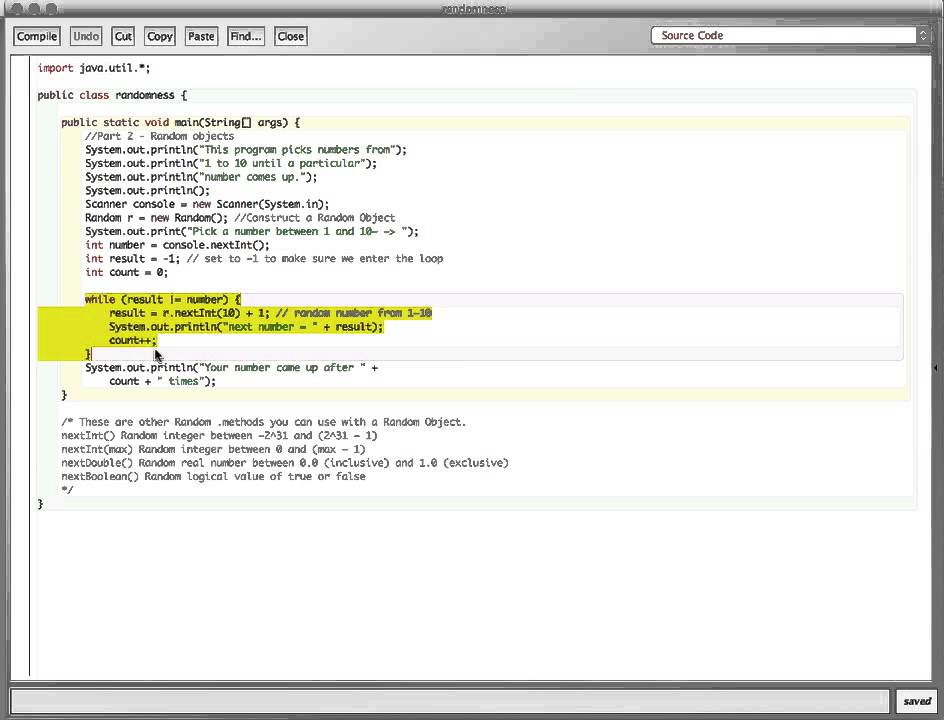 randomness
Compile Undo Cut Copy Paste Find... Close Source Code
import java.util.*;
public class randomness {
public static void main(String[] args) {
//Part 2 - Random objects
System.out.println("This program picks numbers from");
System.out.println("1 to 10 until a particular");
System.out.println("number comes up.");
System.out.println();
Scanner console = new Scanner(System.in);
Random r = new Random(); //Construct a Random Object
System.out.print("Pick a number between 1 and 10- -> ");
int number = console.nextInt();
int result = -1; // set to -1 to make sure we enter the loop
int count = 0;
while (result != number) {
result = r.nextInt(10) + 1; // random number from 1-10
System.out.println("next number = " + result);
count++;
}
System.out.println("Your number came up after " +
count + " times");
}
/* These are other Random .methods you can use with a Random Object.
nextInt() Random integer between -2^31 and (2^31 - 1)
nextInt(max) Random integer between 0 and (max - 1)
nextDouble() Random real number between 0.0 (inclusive) and 1.0 (exclusive)
nextBoolean() Random logical value of true or false
*/
}
saved